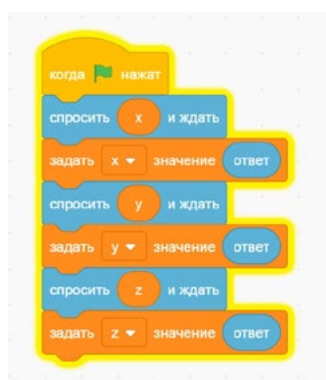 когда нажат
спросить x и ждать
задать x значение ответ
спросить y и ждать
задать y значение ответ
спросить z и ждать
задать z значение ответ